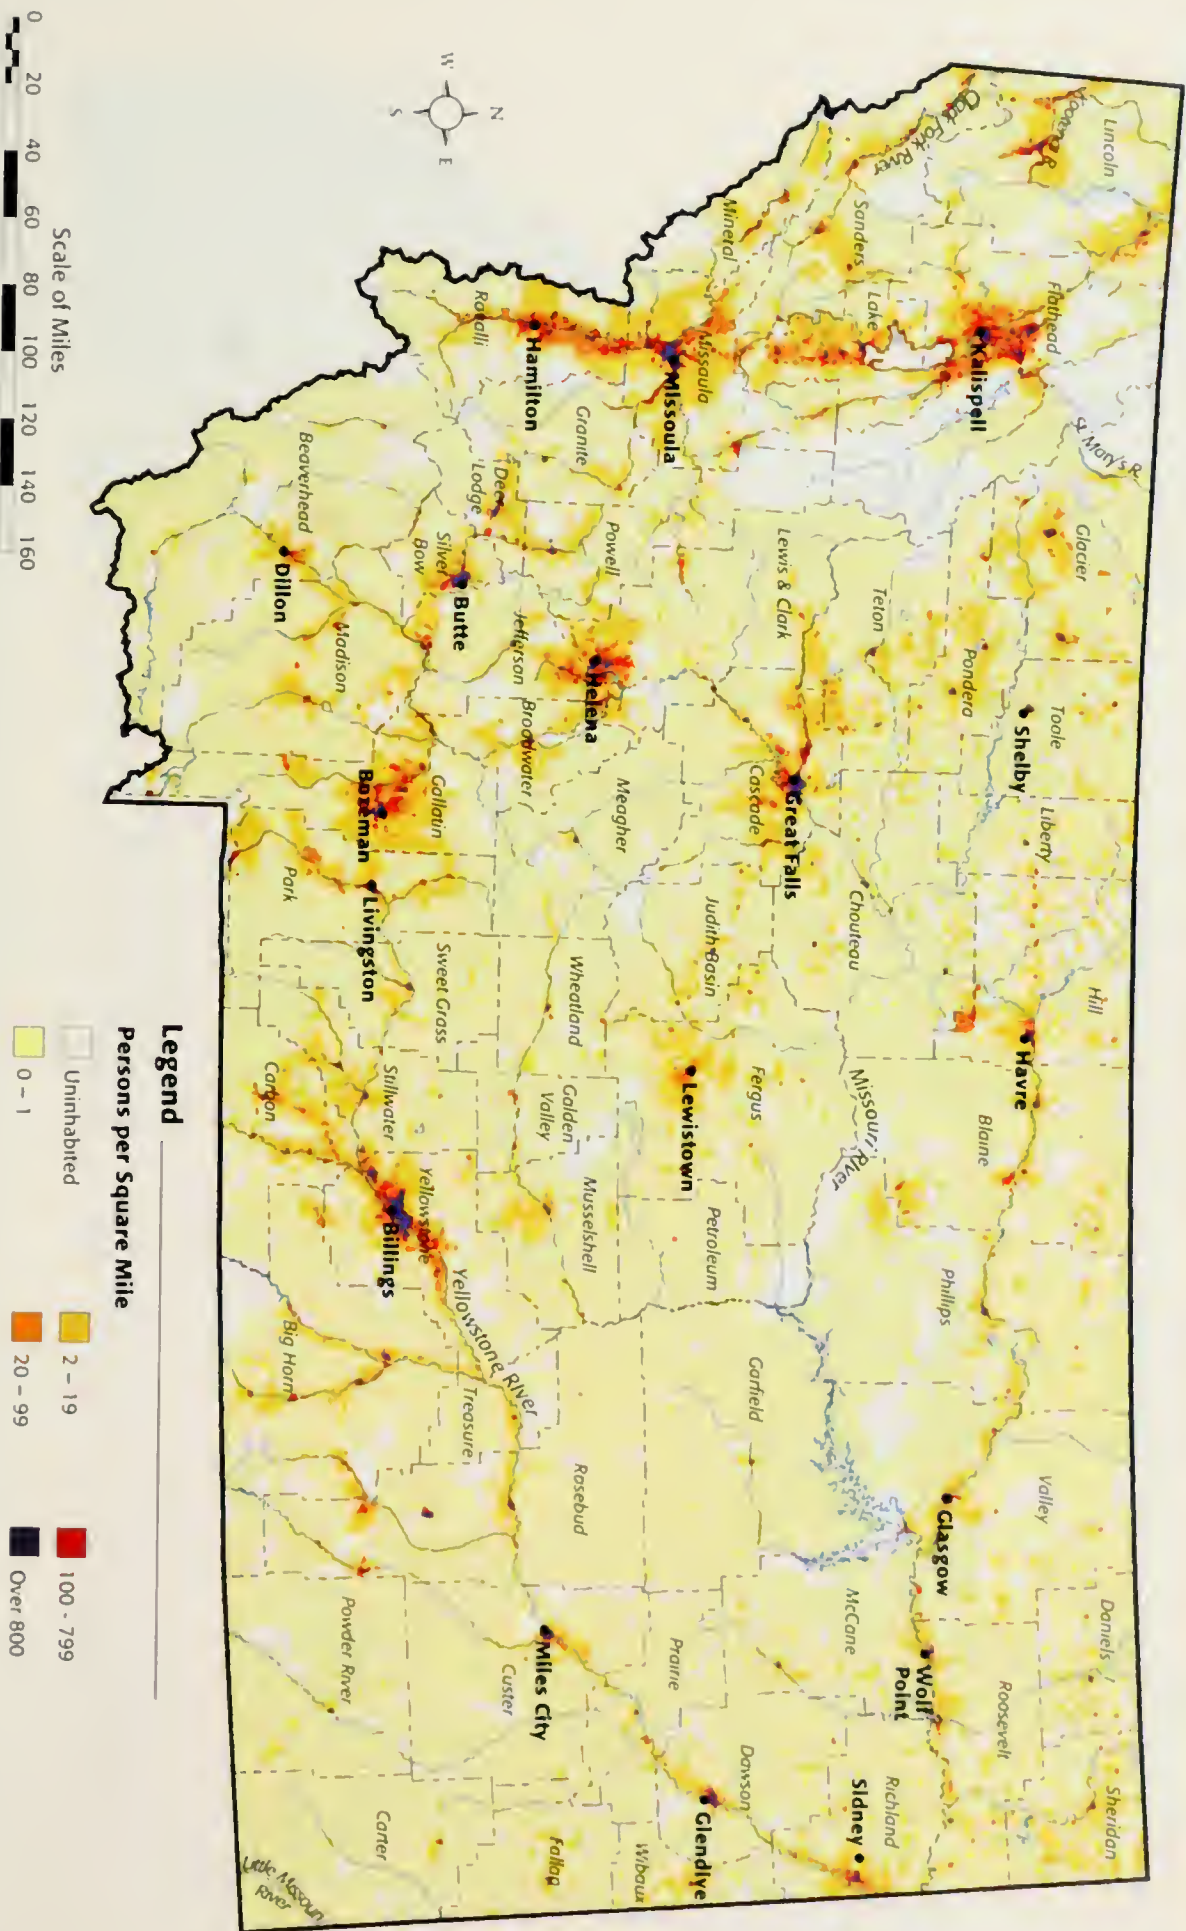 Kootenai R.
Lincoln
Flathead
St. Mary's R.
Glacier
Toole
Liberty
Hill
Blaine
Phillips
Valley
Daniels
Sheridan
Roosevelt
Clark Fork River
Sanders
Lake
Kalispell
Pondera
Shelby
Havre
Teton
Chouteau
Missouri River
Glasgow
Wolf
Point
McCane
Richland
Sidney
Mineral
Missaula
Missoula
Lewis & Clark
Great Falls
Cascade
Judith Basin
Fergus
Lewistown
Petroleum
Garfield
Prairie
Dawson
Glendive
Wibaux
Ravalli
Hamilton
Granite
Powell
Deer
Lodge
Silver
Bow
Butte
Jefferson
Helena
Broadwater
Meagher
Wheatland
Galden
Valley
Musselshell
Rosebud
Treasure
Miles City
Custer
Fallon
Beaverhead
Dillon
Madison
Gallatin
Bozeman
Livingston
Park
Sweet Grass
Stillwater
Carbon
Yellowstone
Billings
Yellowstone River
Big Horn
Powder River
Carter
Little Missouri
River
W
N
S
E
Scale of Miles
0 20 40 60 80 100 120 140 160
Legend
Persons per Square Mile
Uninhabited
0 – 1
2 – 19
20 – 99
100 - 799
Over 800